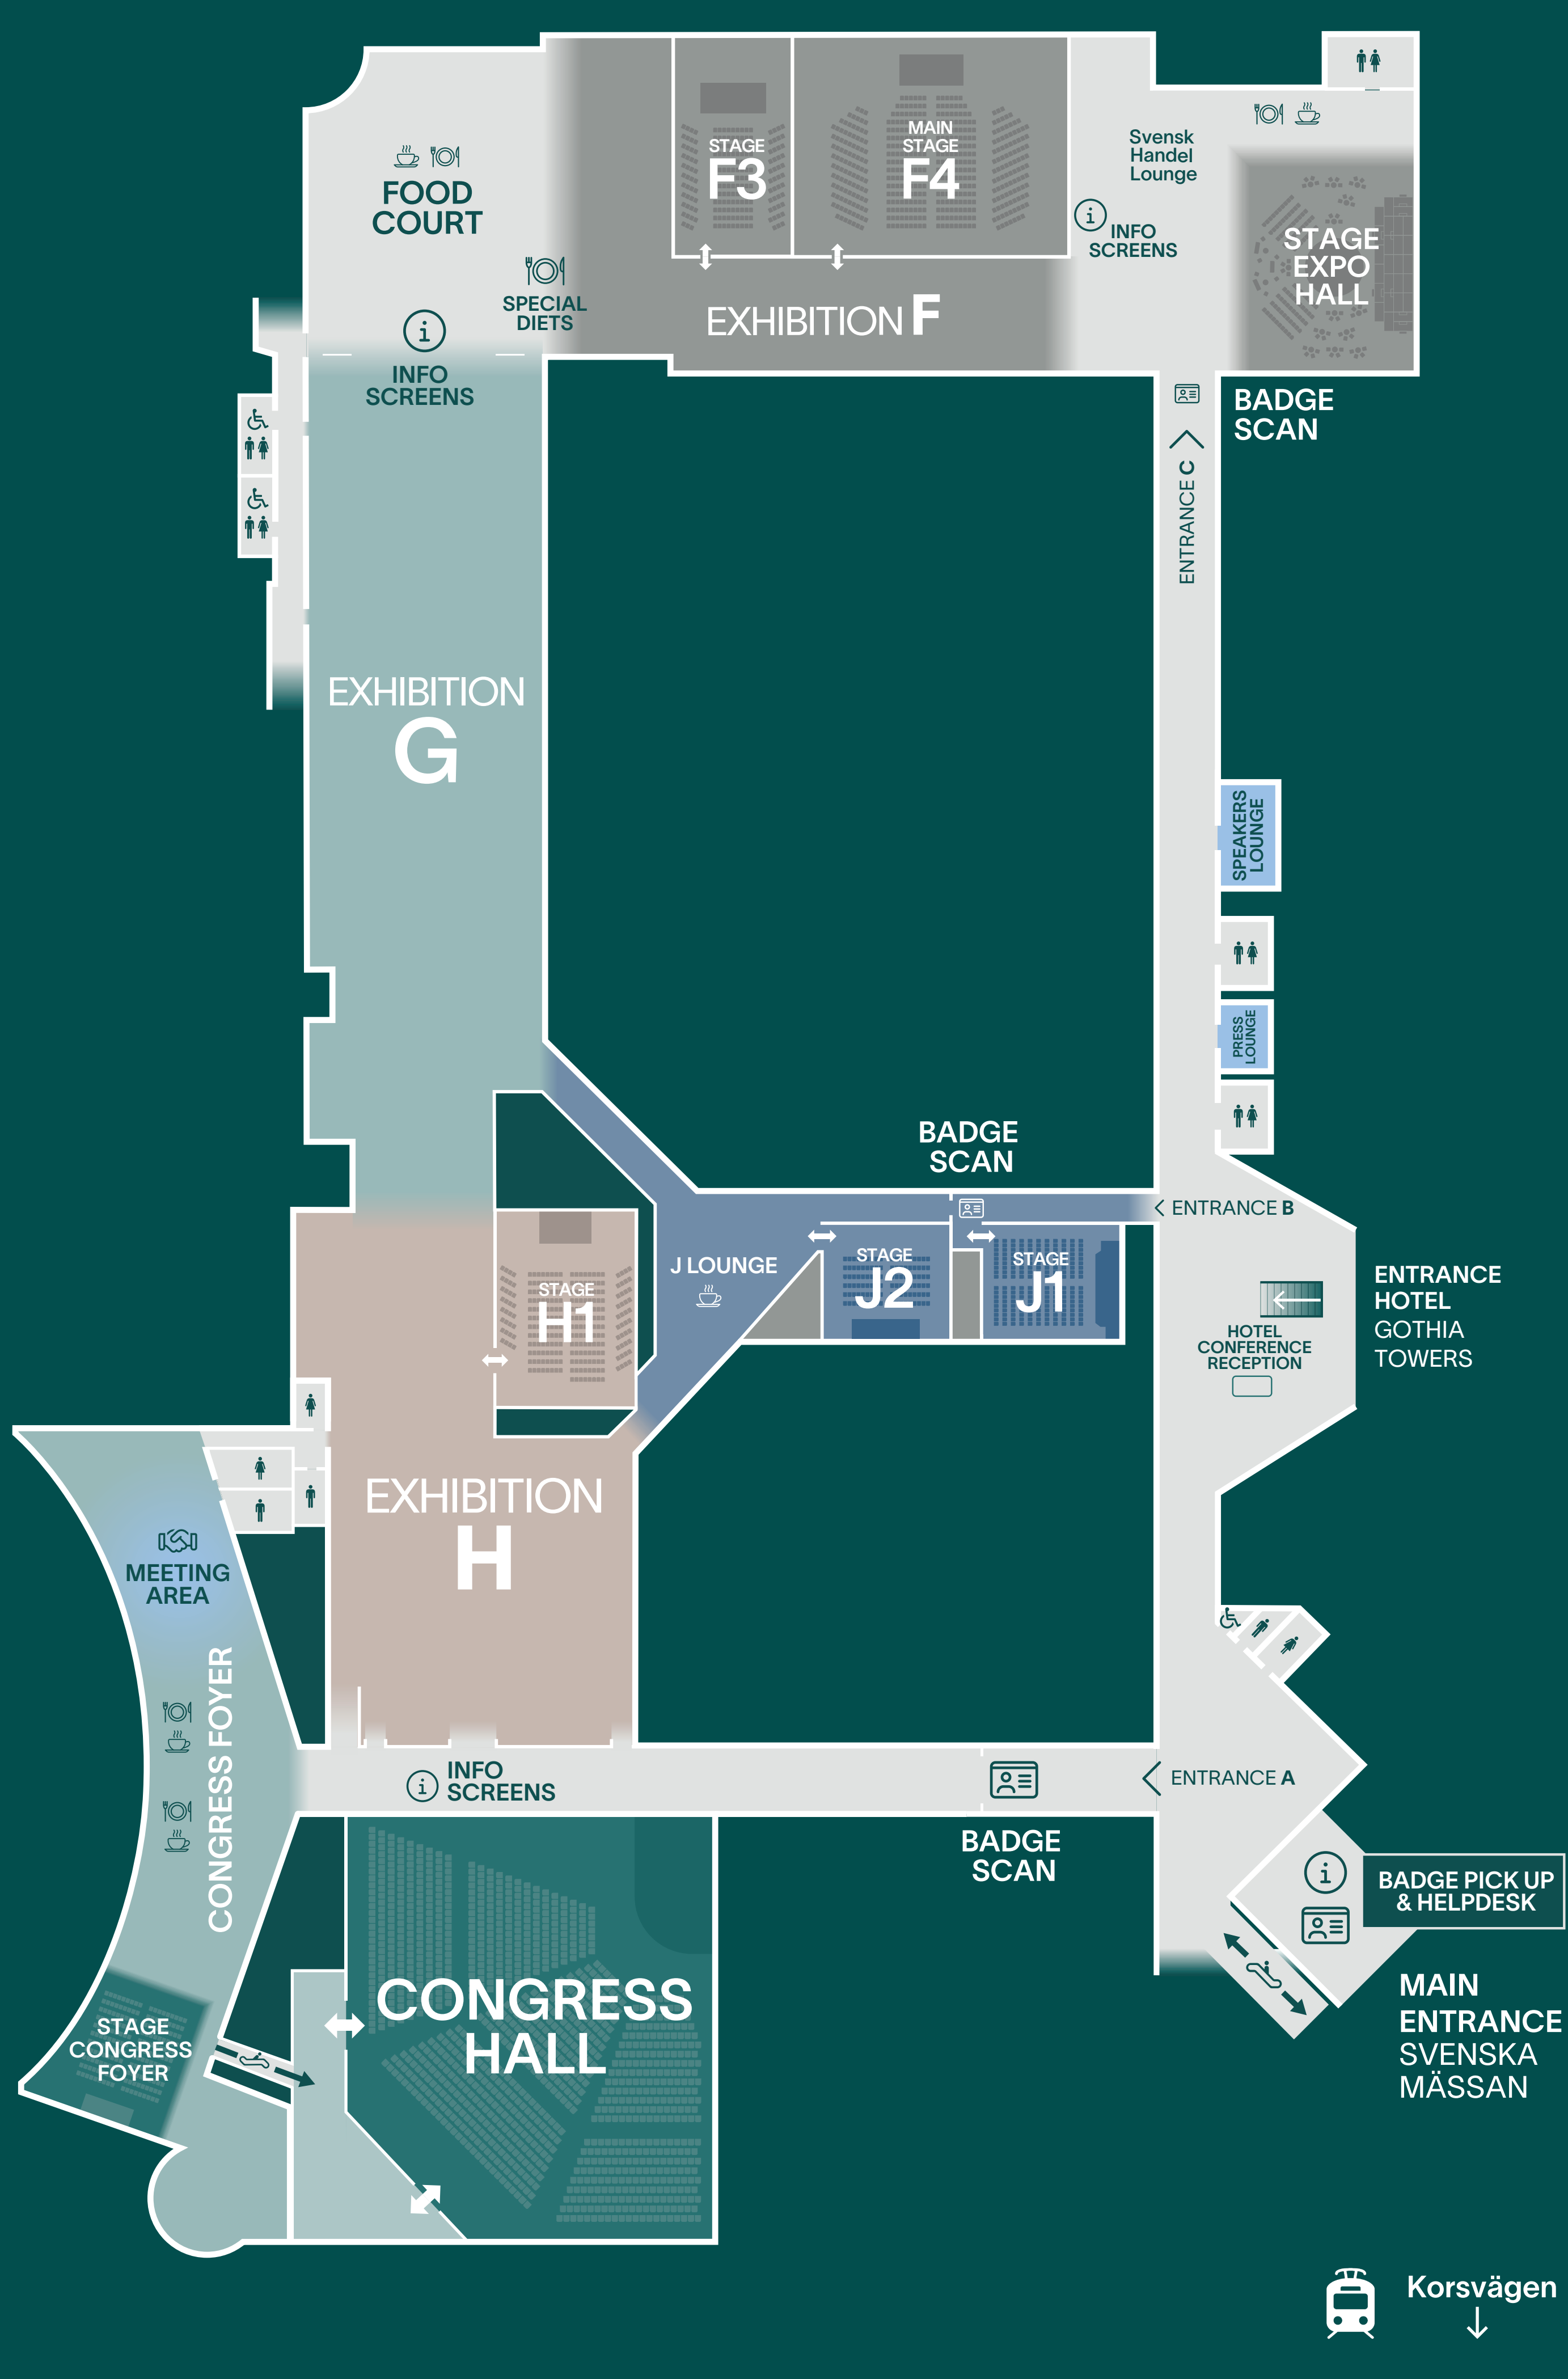 FOOD
COURT
SPECIAL
DIETS
INFO
SCREENS
STAGE
F3
MAIN
STAGE
F4
EXHIBITION F
Svensk
Handel
Lounge
INFO
SCREENS
STAGE
EXPO
HALL
BADGE
SCAN
ENTRANCE C
EXHIBITION
G
SPEAKERS
LOUNGE
PRESS
LOUNGE
BADGE
SCAN
ENTRANCE B
J LOUNGE
STAGE
J2
STAGE
J1
STAGE
H1
ENTRANCE
HOTEL
GOTHIA
TOWERS
HOTEL
CONFERENCE
RECEPTION
EXHIBITION
H
MEETING
AREA
CONGRESS FOYER
INFO
SCREENS
ENTRANCE A
BADGE
SCAN
BADGE PICK UP
& HELPDESK
MAIN
ENTRANCE
SVENSKA
MÄSSAN
CONGRESS
HALL
STAGE
CONGRESS
FOYER
Korsvägen